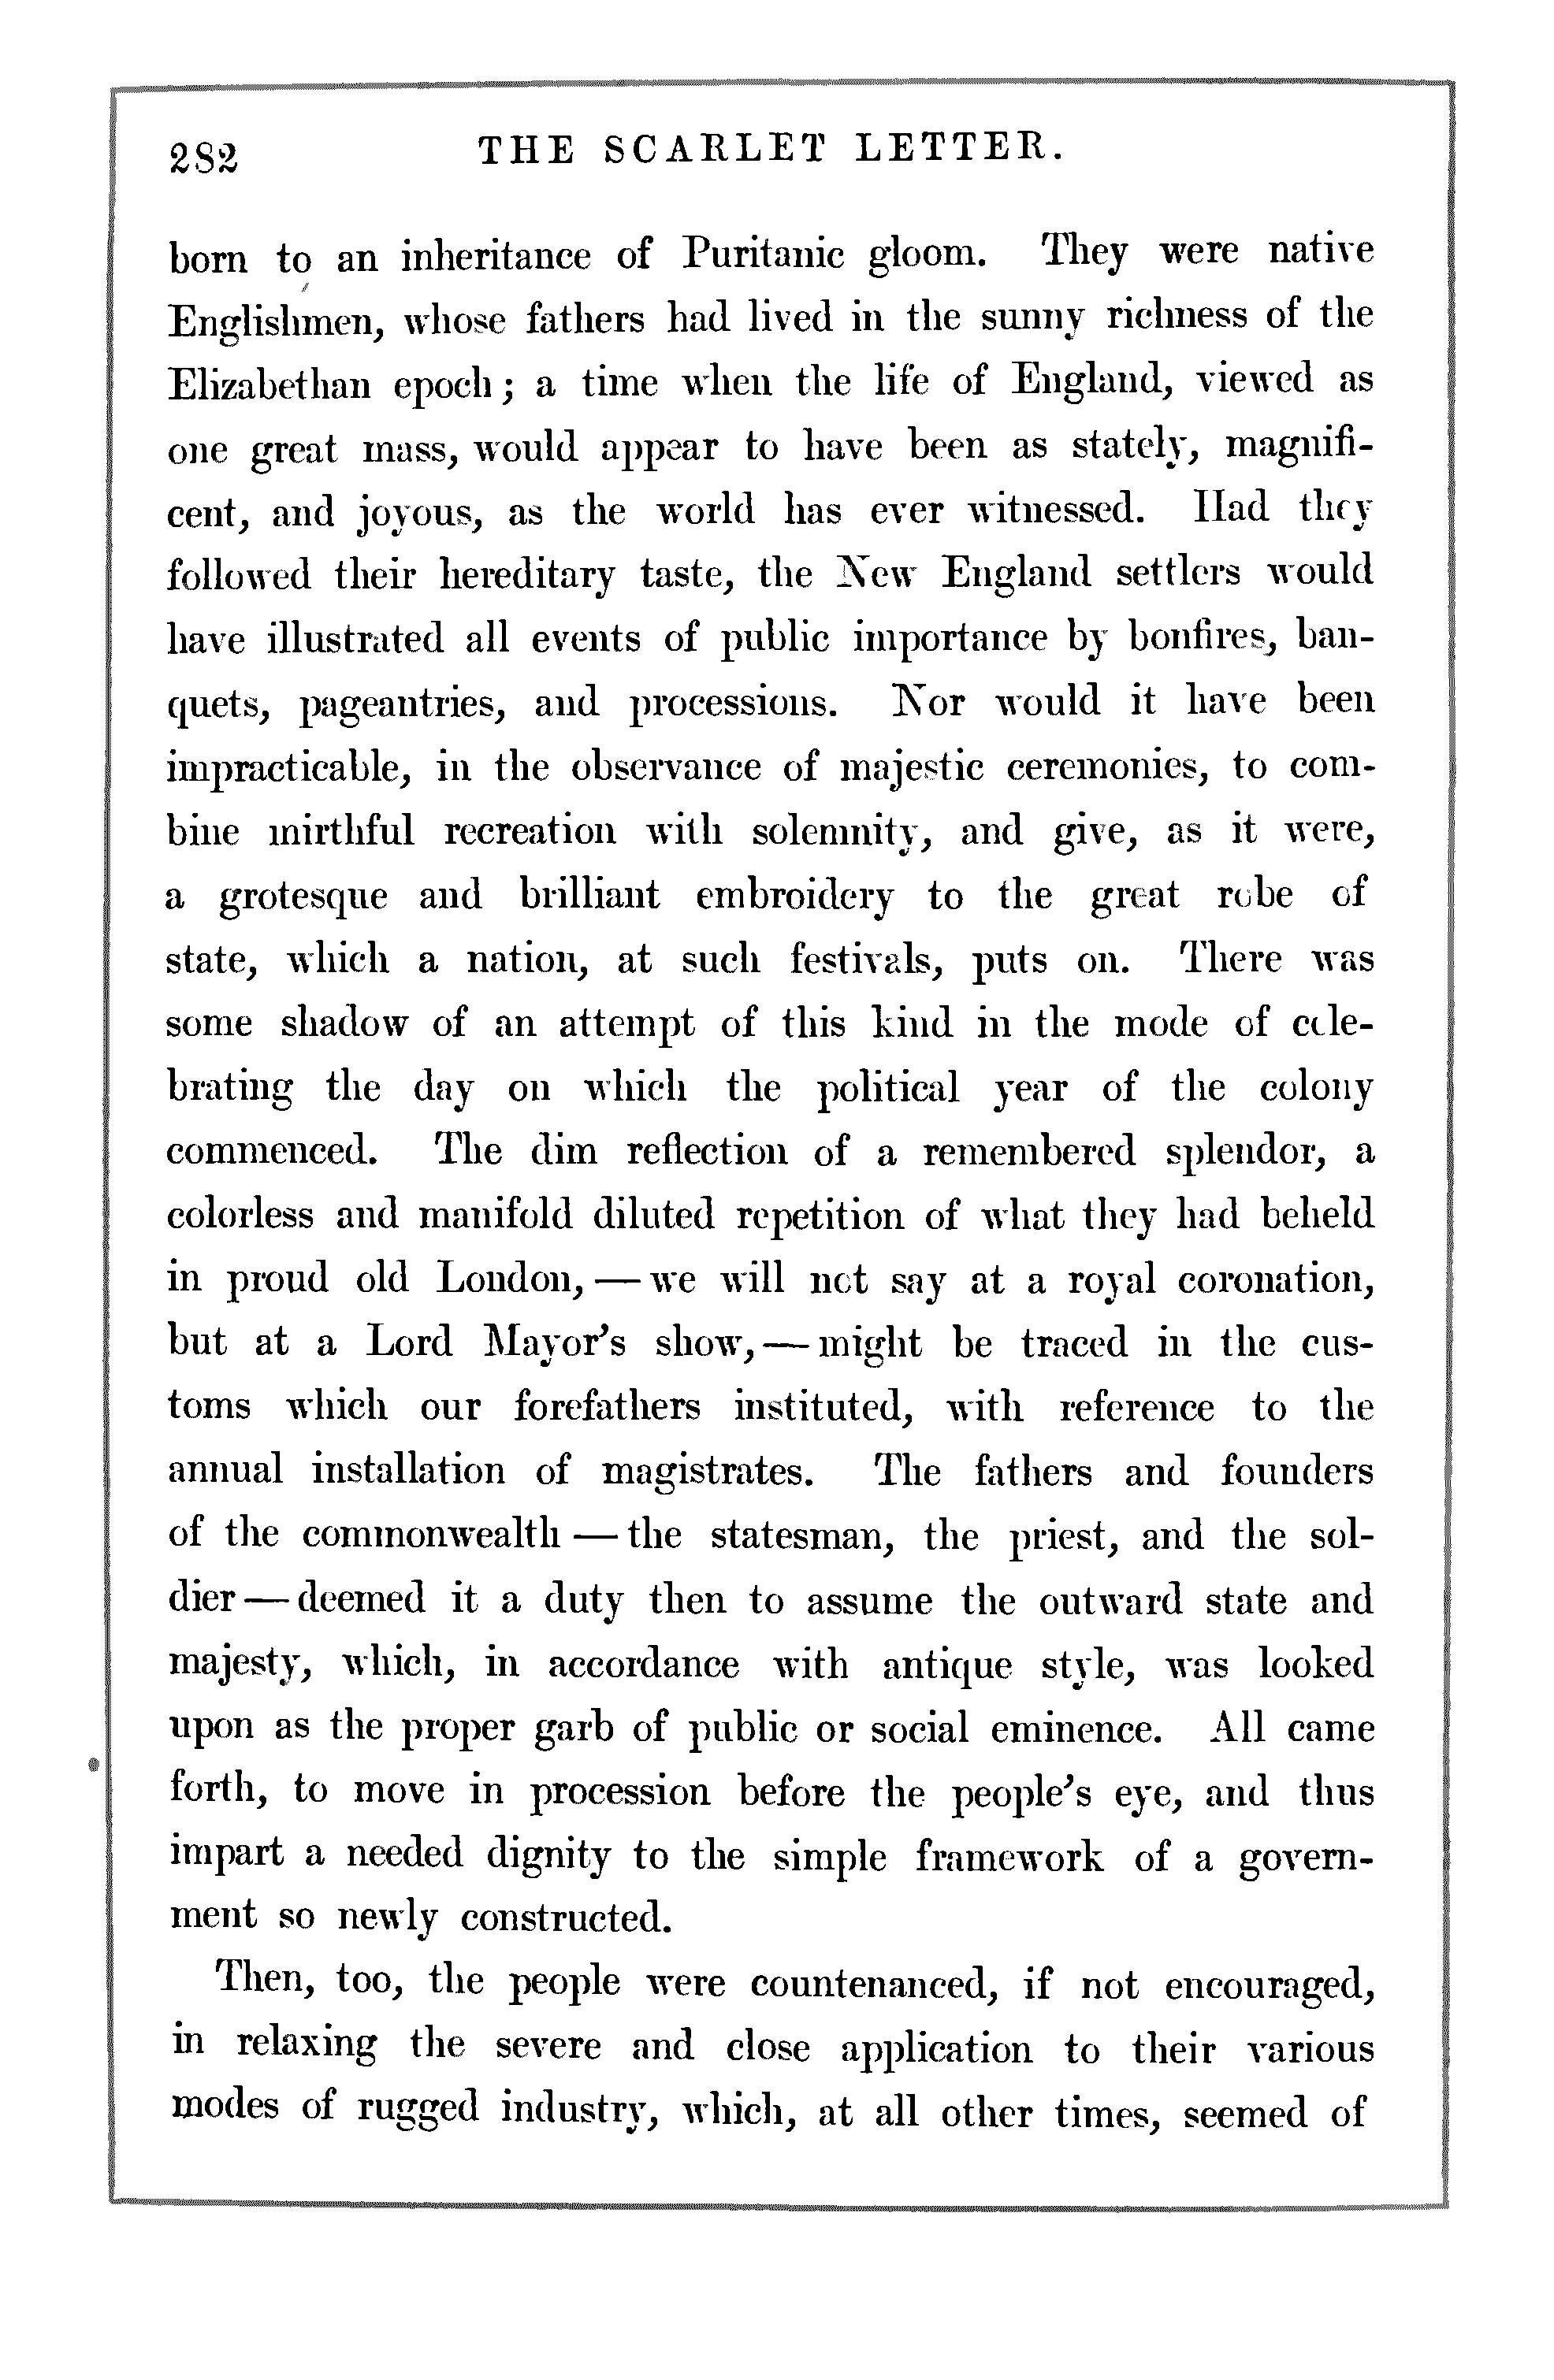 282 THE SCARLET LETTER.
born to an inheritance of Puritanic gloom. They were native
Englishmen, whose fathers had lived in the sunny richness of the
Elizabethan epoch; a time when the life of England, viewed as
one great mass, would appear to have been as stately, magnifi-
cent, and joyous, as the world has ever witnessed. Had they
followed their hereditary taste, the New England settlers would
have illustrated all events of public importance by bonfires, ban-
quets, pageantries, and processions. Nor would it have been
impracticable, in the observance of majestic ceremonies, to com-
bine mirthful recreation with solemnity, and give, as it were,
a grotesque and brilliant embroidery to the great robe of
state, which a nation, at such festivals, puts on. There was
some shadow of an attempt of this kind in the mode of cele-
brating the day on which the political year of the colony
commenced. The dim reflection of a remembered splendor, a
colorless and manifold diluted repetition of what they had beheld
in proud old London, — we will not say at a royal coronation,
but at a Lord Mayor's show, — might be traced in the cus-
toms which our forefathers instituted, with reference to the
annual installation of magistrates. The fathers and founders
of the commonwealth — the statesman, the priest, and the sol-
dier — deemed it a duty then to assume the outward state and
majesty, which, in accordance with antique style, was looked
upon as the proper garb of public or social eminence. All came
forth, to move in procession before the people's eye, and thus
impart a needed dignity to the simple framework of a govern-
ment so newly constructed.
Then, too, the people were countenanced, if not encouraged,
in relaxing the severe and close application to their various
modes of rugged industry, which, at all other times, seemed of